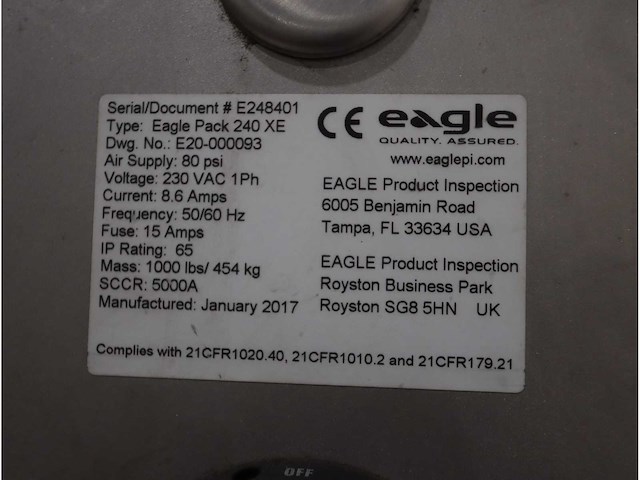 Serial/Document # E248401
Type: Eagle Pack 240 XE
Dwg. No.: E20-000093
Air Supply: 80 psi
Voltage: 230 VAC 1Ph
Current: 8.6 Amps
Frequency: 50/60 Hz
Fuse: 15 Amps
IP Rating: 65
Mass: 1000 lbs/ 454 kg
SCCR: 5000A
Manufactured: January 2017
CE eagle
QUALITY. ASSURED.
www.eaglepi.com
EAGLE Product Inspection
6005 Benjamin Road
Tampa, FL 33634 USA
EAGLE Product Inspection
Royston Business Park
Royston SG8 5HN UK
Complies with 21CFR1020.40, 21CFR1010.2 and 21CFR179.21
OFF